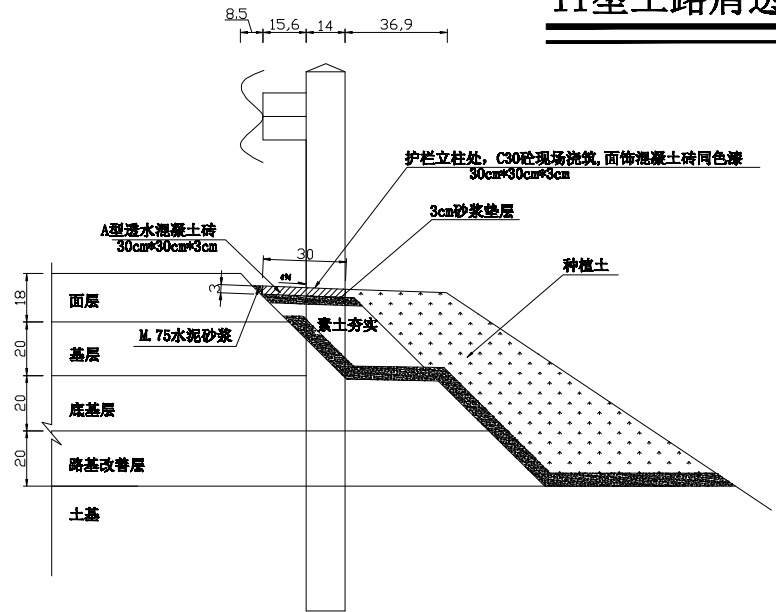 8.5
15,6
14
36,9
护栏立柱处，C30砼现场浇筑,面饰混凝土砖同色漆
30cm*30cm*3cm
3cm砂浆垫层
A型透水混凝土砖
30cm*30cm*3cm
30
4%
3
种植土
18
面层
M.75水泥砂浆
素土夯实
20
基层
20
底基层
20
路基改善层
土基